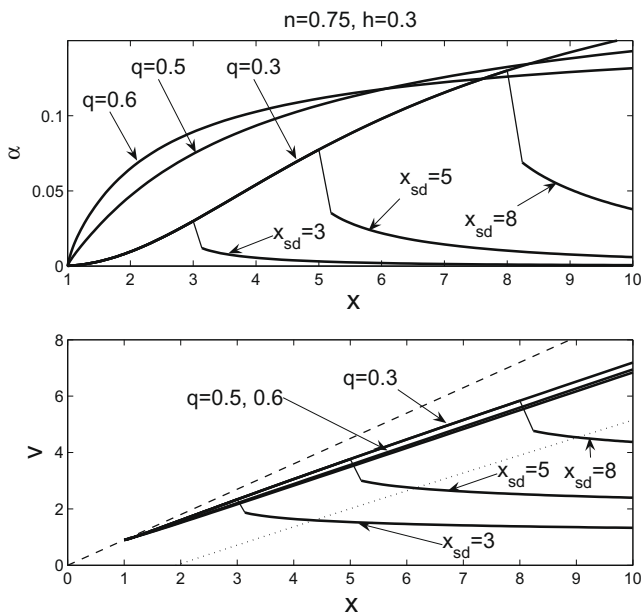 n=0.75, h=0.3
α
0.1
0.05
0
q=0.6
q=0.5
q=0.3
x_sd=3
x_sd=5
x_sd=8
1 2 3 4 5 6 7 8 9 10
x
v
8
6
4
2
0
q=0.3
q=0.5, 0.6
x_sd=8
x_sd=5
x_sd=3
0 1 2 3 4 5 6 7 8 9 10
x